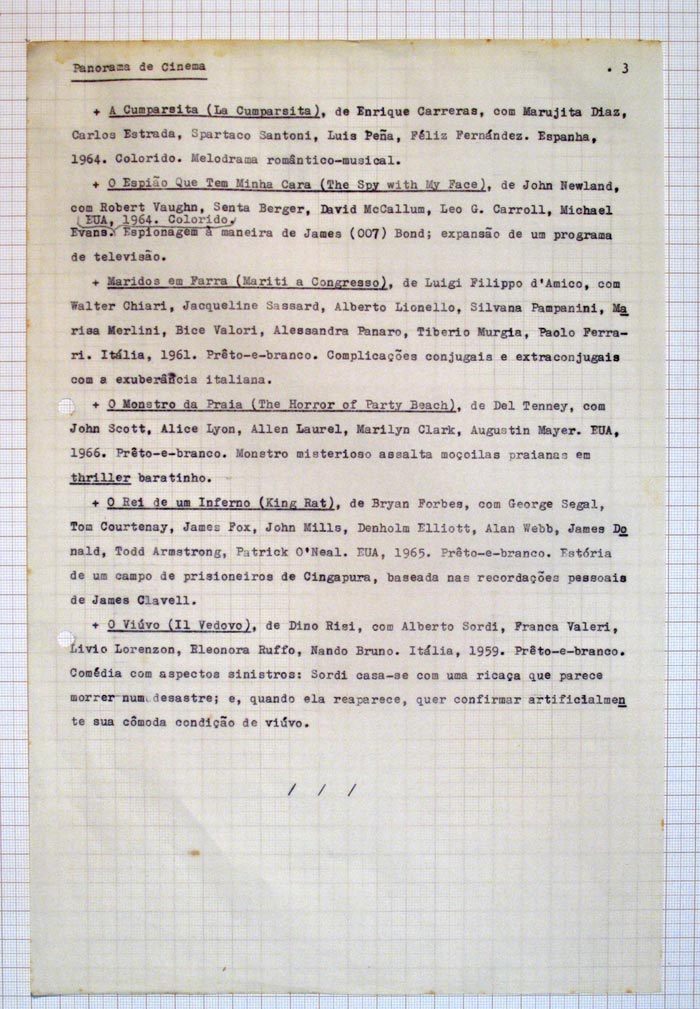 Panorama de Cinema . 3
+ A Cumparsita (La Cumparsita), de Enrique Carreras, com Marujita Diaz,
Carlos Estrada, Spartaco Santoni, Luis Peña, Féliz Fernández. Espanha,
1964. Colorido. Melodrama romântico-musical.
+ O Espião Que Tem Minha Cara (The Spy with My Face), de John Newland,
com Robert Vaughn, Senta Berger, David McCallum, Leo G. Carroll, Michael
EUA, 1964. Colorido.
Evans. Espionagem à maneira de James (007) Bond; expansão de um programa
de televisão.
+ Maridos em Farra (Mariti a Congresso), de Luigi Filippo d'Amico, com
Walter Chiari, Jacqueline Sassard, Alberto Lionello, Silvana Pampanini, Ma
risa Merlini, Bice Valori, Alessandra Panaro, Tiberio Murgia, Paolo Ferra-
ri. Itália, 1961. Prêto-e-branco. Complicações conjugais e extraconjugais
com a exuberância italiana.
+ O Monstro da Praia (The Horror of Party Beach), de Del Tenney, com
John Scott, Alice Lyon, Allen Laurel, Marilyn Clark, Augustin Mayer. EUA,
1966. Prêto-e-branco. Monstro misterioso assalta moçoilas praianas em
thriller baratinho.
+ O Rei de um Inferno (King Rat), de Bryan Forbes, com George Segal,
Tom Courtenay, James Fox, John Mills, Denholm Elliott, Alan Webb, James Do
nald, Todd Armstrong, Patrick O'Neal. EUA, 1965. Prêto-e-branco. Estória
de um campo de prisioneiros de Cingapura, baseada nas recordações pessoais
de James Clavell.
+ O Viúvo (Il Vedovo), de Dino Risi, com Alberto Sordi, Franca Valeri,
Livio Lorenzon, Eleonora Ruffo, Nando Bruno. Itália, 1959. Prêto-e-branco.
Comédia com aspectos sinistros: Sordi casa-se com uma ricaça que parece
morrer num desastre; e, quando ela reaparece, quer confirmar artificialmen
te sua cômoda condição de viúvo.
/ / /